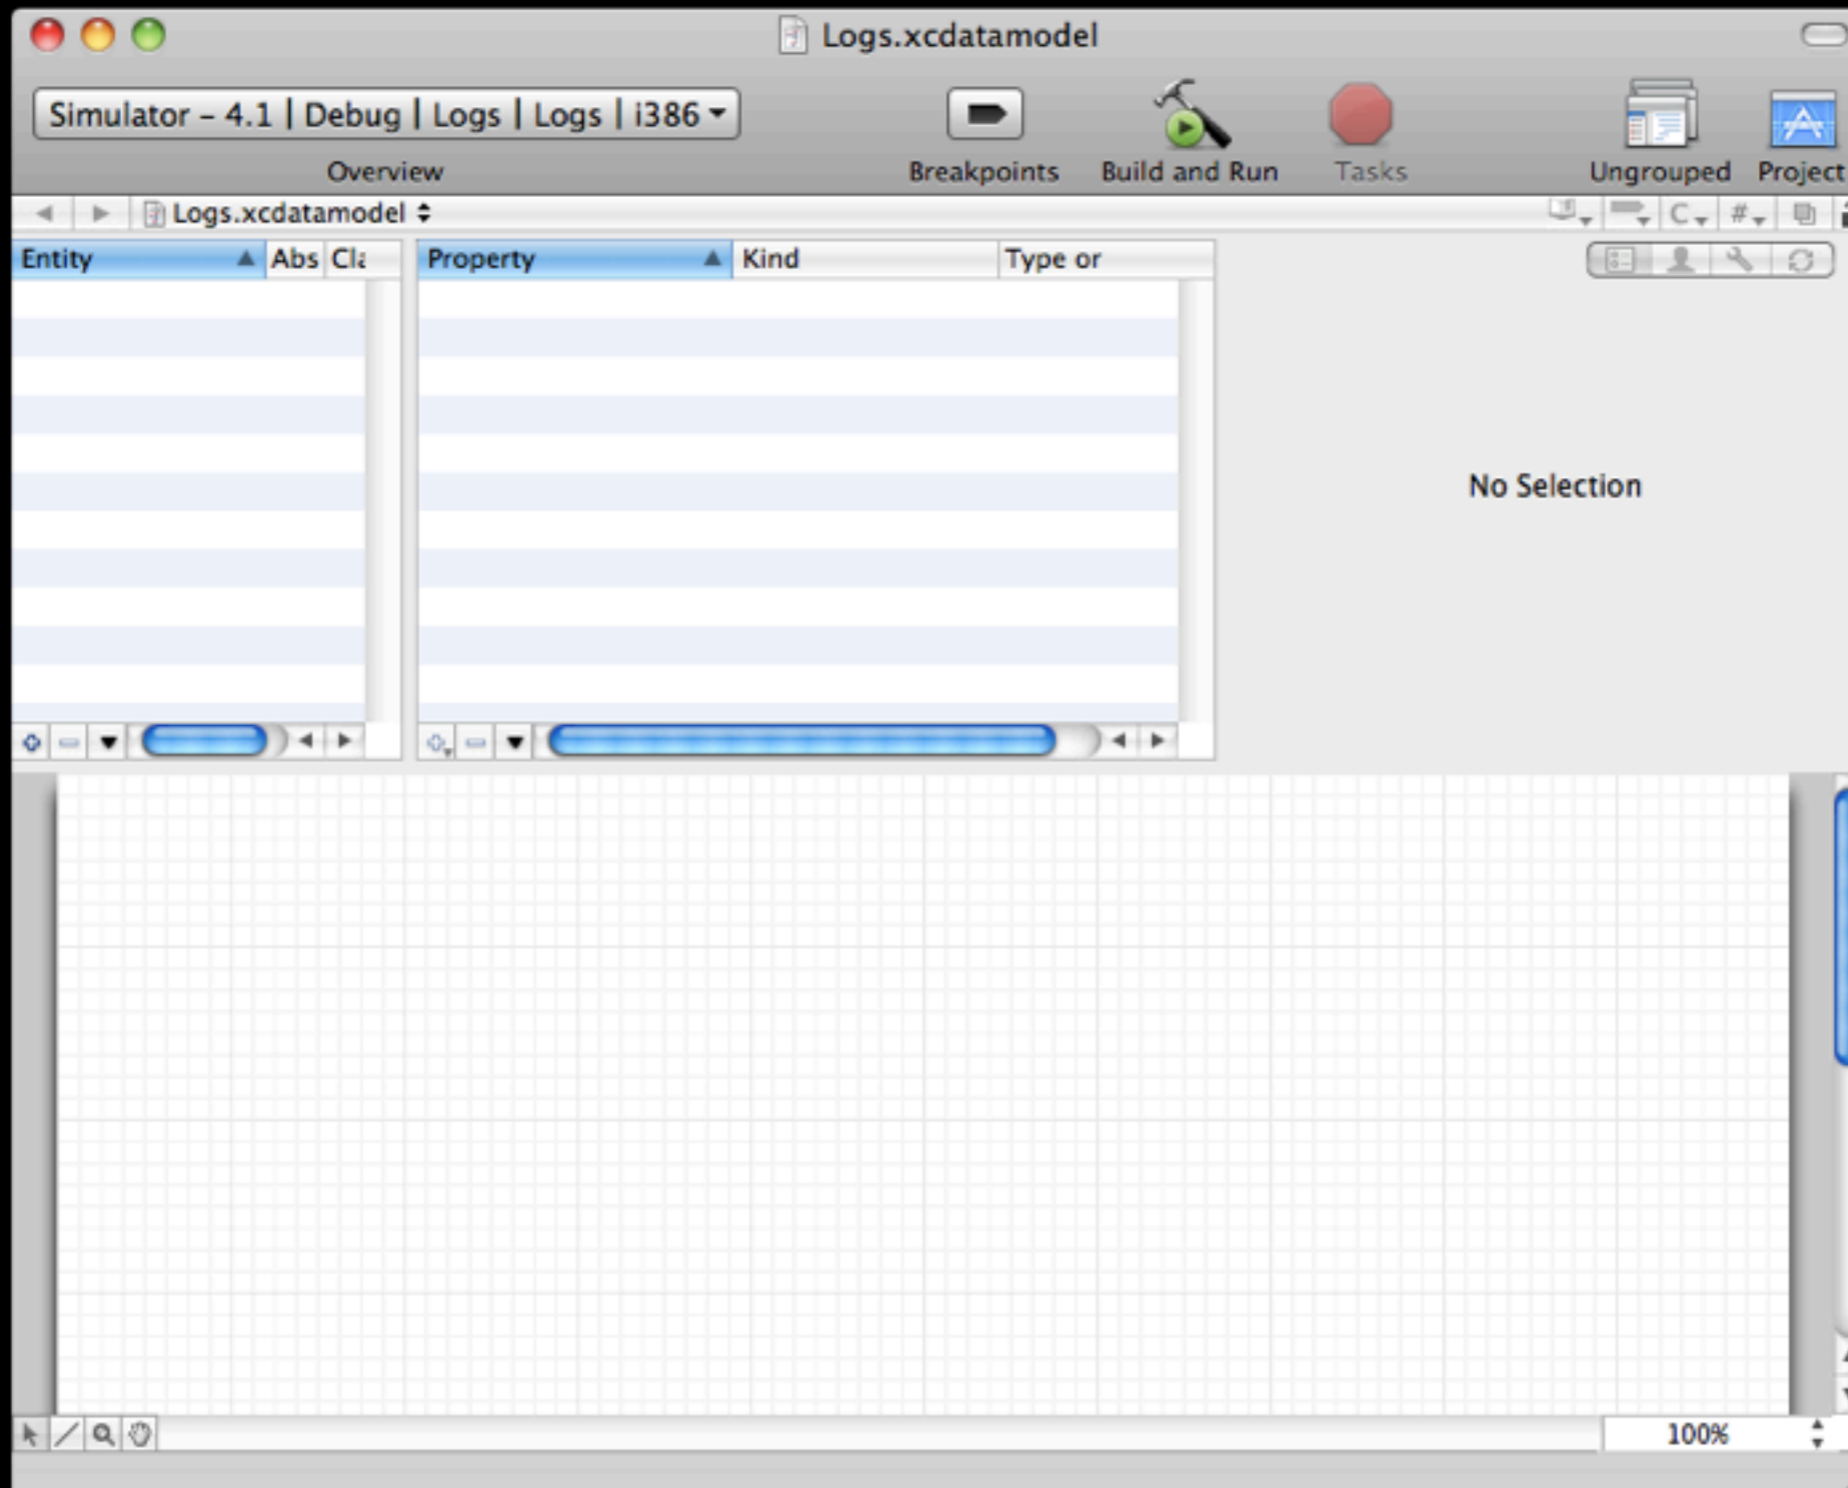 Logs.xcdatamodel
Simulator – 4.1 | Debug | Logs | Logs | i386
Overview
Breakpoints
Build and Run
Tasks
Ungrouped
Project
Logs.xcdatamodel
C
#
Entity
Abs
Cla
Property
Kind
Type or
No Selection
100%